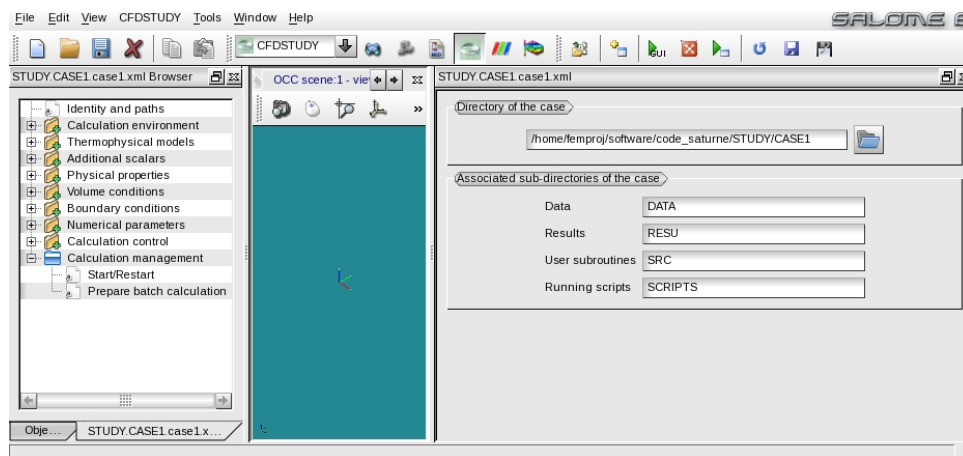 File Edit View CFDSTUDY Tools Window Help
SALOME
CFDSTUDY
GUI
STUDY.CASE1.case1.xml Browser
Identity and paths
Calculation environment
Thermophysical models
Additional scalars
Physical properties
Volume conditions
Boundary conditions
Numerical parameters
Calculation control
Calculation management
Start/Restart
Prepare batch calculation
Obje...
STUDY.CASE1.case1.x...
OCC scene:1 - vie
»
STUDY.CASE1.case1.xml
Directory of the case
/home/femproj/software/code_saturne/STUDY/CASE1
Associated sub-directories of the case
Data DATA
Results RESU
User subroutines SRC
Running scripts SCRIPTS